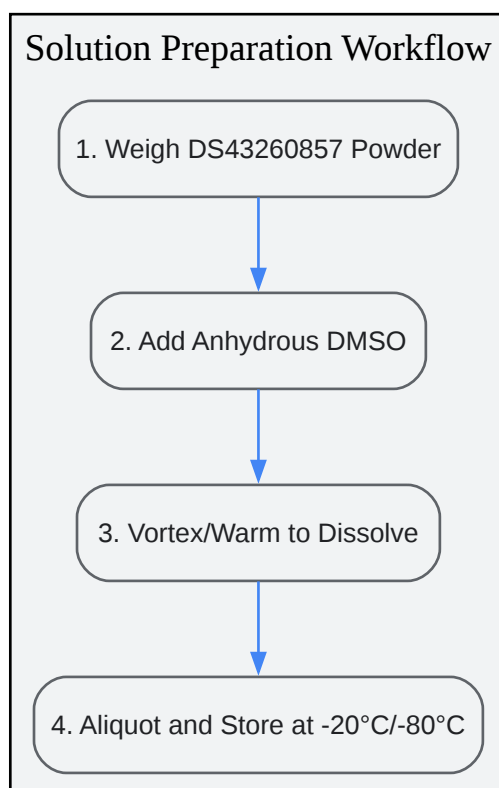 Solution Preparation Workflow
1. Weigh DS43260857 Powder
2. Add Anhydrous DMSO
3. Vortex/Warm to Dissolve
4. Aliquot and Store at -20°C/-80°C